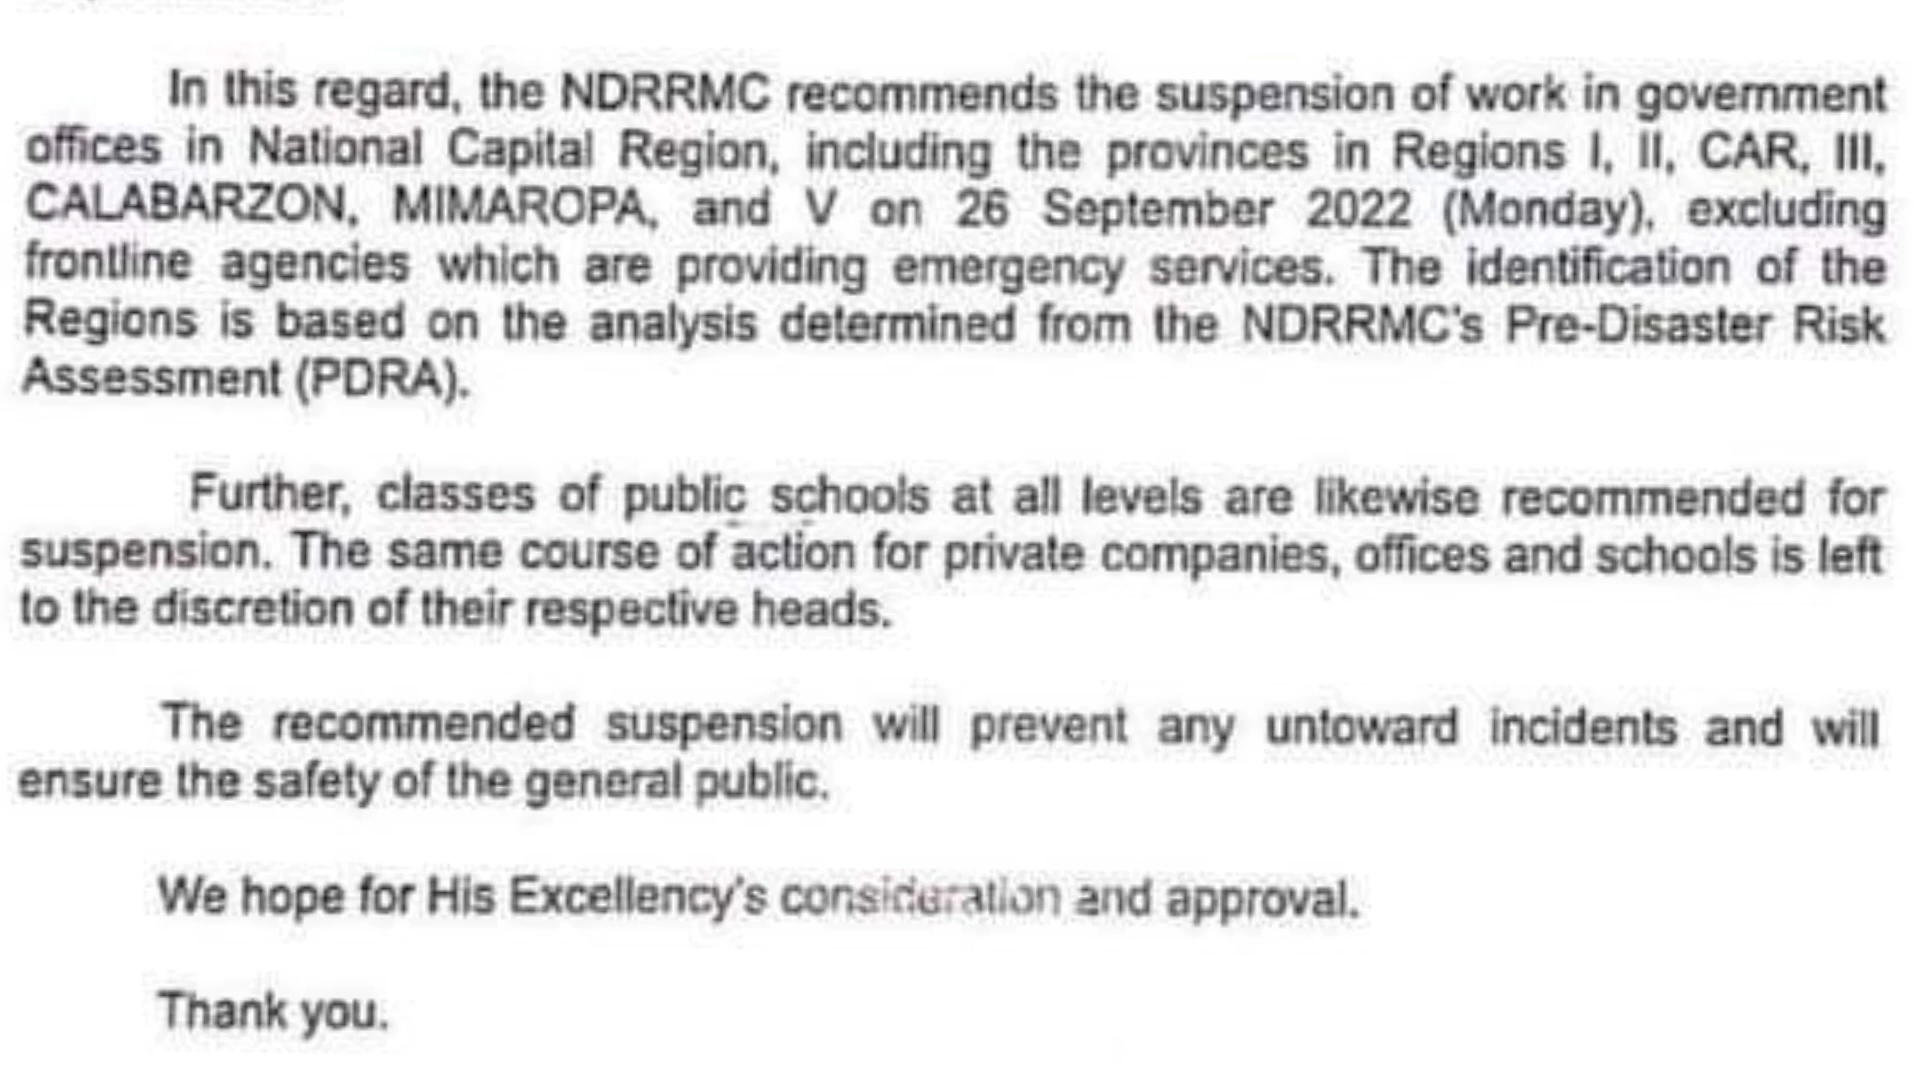 In this regard, the NDRRMC recommends the suspension of work in government
offices in National Capital Region, including the provinces in Regions I, II, CAR, III,
CALABARZON, MIMAROPA, and V on 26 September 2022 (Monday), excluding
frontline agencies which are providing emergency services. The identification of the
Regions is based on the analysis determined from the NDRRMC's Pre-Disaster Risk
Assessment (PDRA).
Further, classes of public schools at all levels are likewise recommended for
suspension. The same course of action for private companies, offices and schools is left
to the discretion of their respective heads.
The recommended suspension will prevent any untoward incidents and will
ensure the safety of the general public.
We hope for His Excellency's consideration and approval.
Thank you.